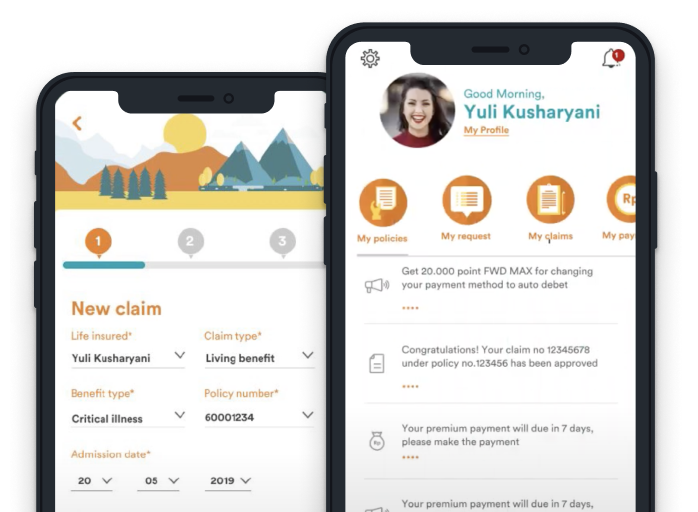 1
2
3
New claim
Life insured*
Claim type*
Yuli Kusharyani
Living benefit
Benefit type*
Policy number*
Critical illness
60001234
Admission date*
20
05
2019
1
Good Morning,
Yuli Kusharyani
My Profile
Rp
My policies
My request
My claims
My pay
Get 20.000 point FWD MAX for changing
your payment method to auto debet
Congratulations! Your claim no 12345678
under policy no.123456 has been approved
Rp
Your premium payment will due in 7 days,
please make the payment
Your premium payment will due in 7 days,